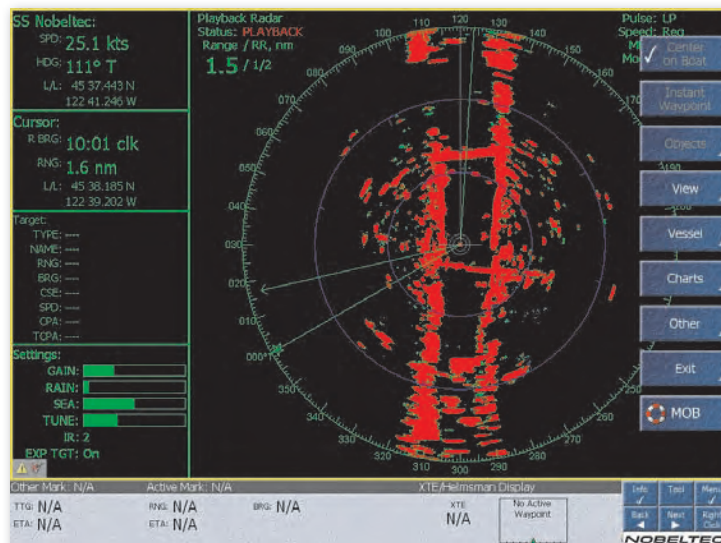 SS Nobeltec:
SPD: 25.1 kts
HDG: 111° T
L/L: 45 37.443 N
122 41.246 W
Cursor:
R BRG: 10:01 clk
RNG: 1.6 nm
L/L: 45 38.185 N
122 39.202 W
Target:
TYPE: ---
NAME: ---
RNG: ---
BRG: ---
CSE: ---
SPD: ---
CPA: ---
TCPA: ---
Settings:
GAIN:
RAIN:
SEA:
TUNE:
IR: 2
EXP TGT: On
Playback Radar
Status: PLAYBACK
Range / RR, nm
1.5 / 1/2
Pulse: LP
Speed: Reg
110
120
130
100
090
080
070
060
050
040
030
020
010
000°T
350
340
330
320
310
300
290
280
270
260
250
Center
on Boat
Instant
Waypoint
Objects
View
Vessel
Charts
Other
Exit
MOB
Other Mark: N/A
Active Mark: N/A
XTE/Helmsman Display
TTG: N/A
ETA: N/A
RNG: N/A
ETA: N/A
BRG: N/A
XTE
N/A
No Active
Waypoint
Info
Tool
Menu
Back
Next
Right
Click
NOBELTEC